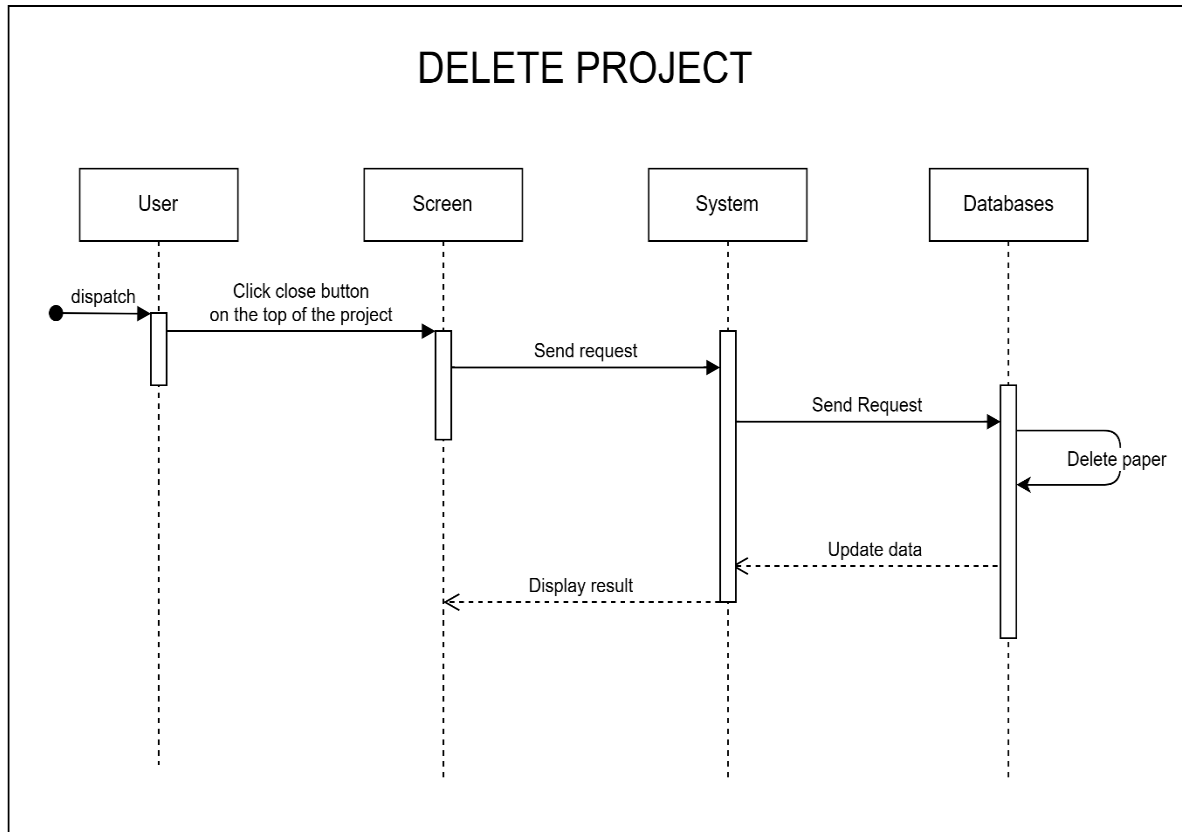 DELETE PROJECT
User
Screen
System
Databases
dispatch
Click close button
on the top of the project
Send request
Send Request
Delete paper
Update data
Display result